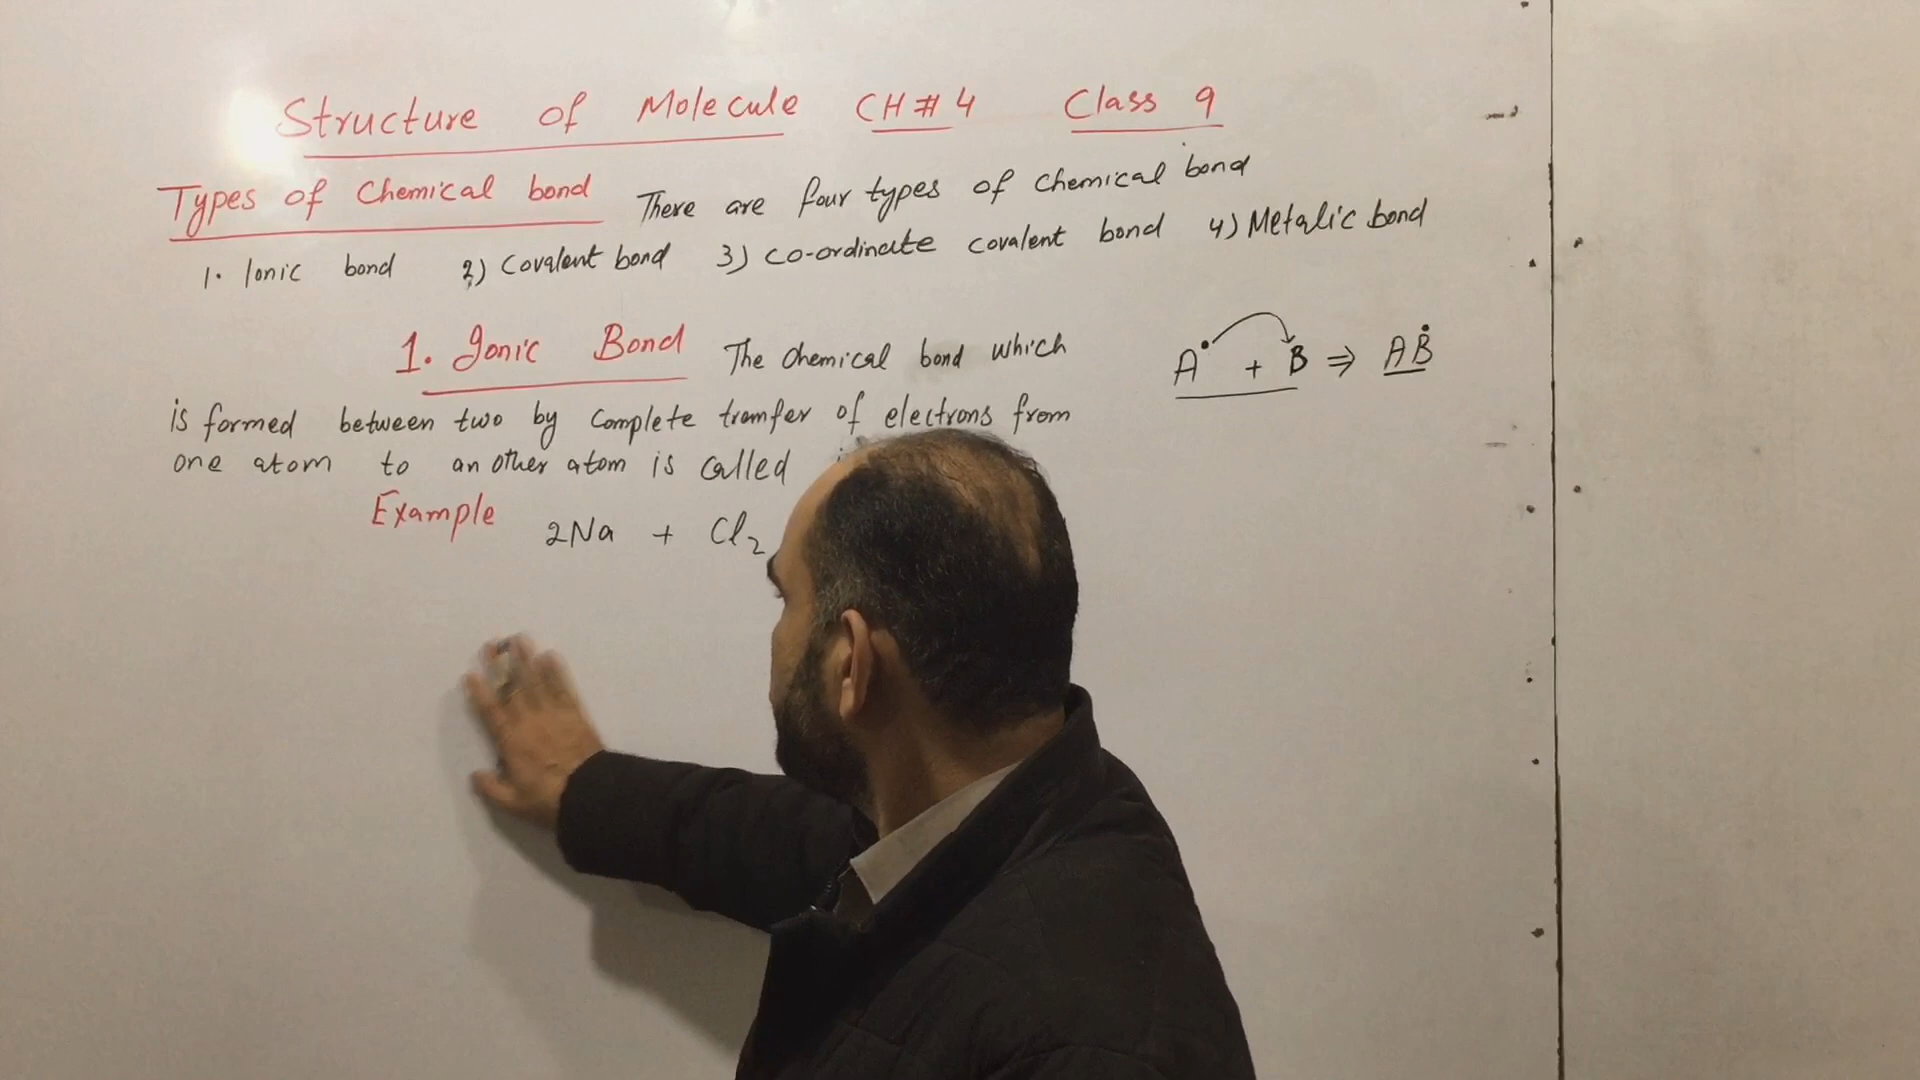 Structure of Molecule CH#4 Class 9
Types of Chemical bond There are four types of chemical bond
1. Ionic bond 2) Covalent bond 3) co-ordinate covalent bond 4) Metalic bond
1. Ionic Bond The chemical bond which
is formed between two by complete tramfer of electrons from
one atom to an other atom is called
A• + B ⇒ AḂ
Example 2Na + Cl₂